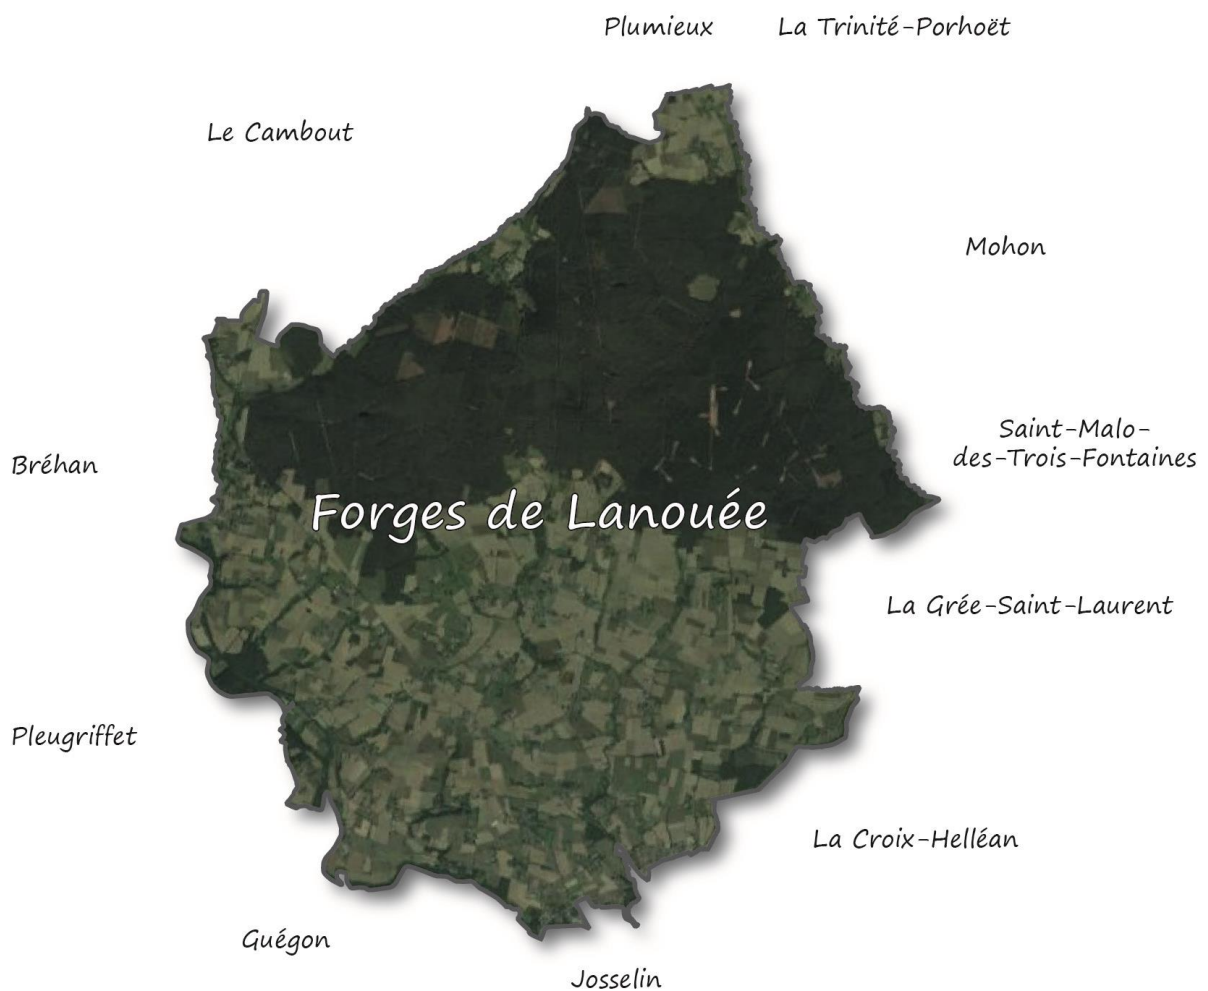 Plumieux
La Trinité-Porhoët
Le Cambout
Mohon
Saint-Malo-
des-Trois-Fontaines
Bréhan
Forges de Lanouée
La Grée-Saint-Laurent
Pleugriffet
La Croix-Helléan
Guégon
Josselin